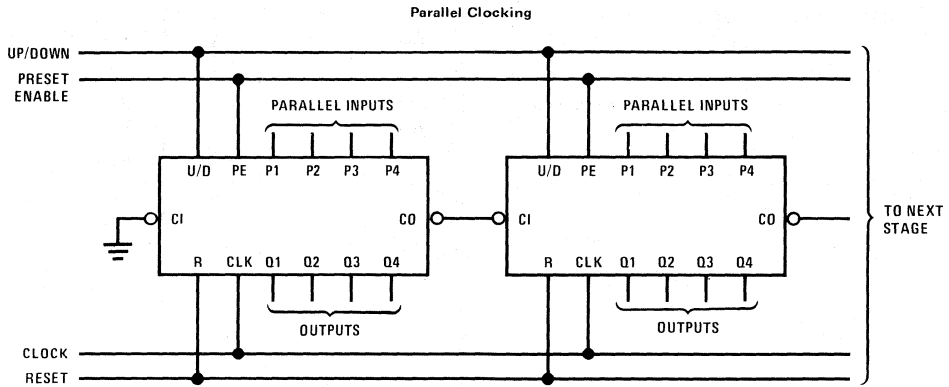 Parallel Clocking
UP/DOWN
PRESET
ENABLE
PARALLEL INPUTS
PARALLEL INPUTS
U/D PE P1 P2 P3 P4
U/D PE P1 P2 P3 P4
CI CO
CI CO
TO NEXT
STAGE
R CLK Q1 Q2 Q3 Q4
R CLK Q1 Q2 Q3 Q4
OUTPUTS
OUTPUTS
CLOCK
RESET